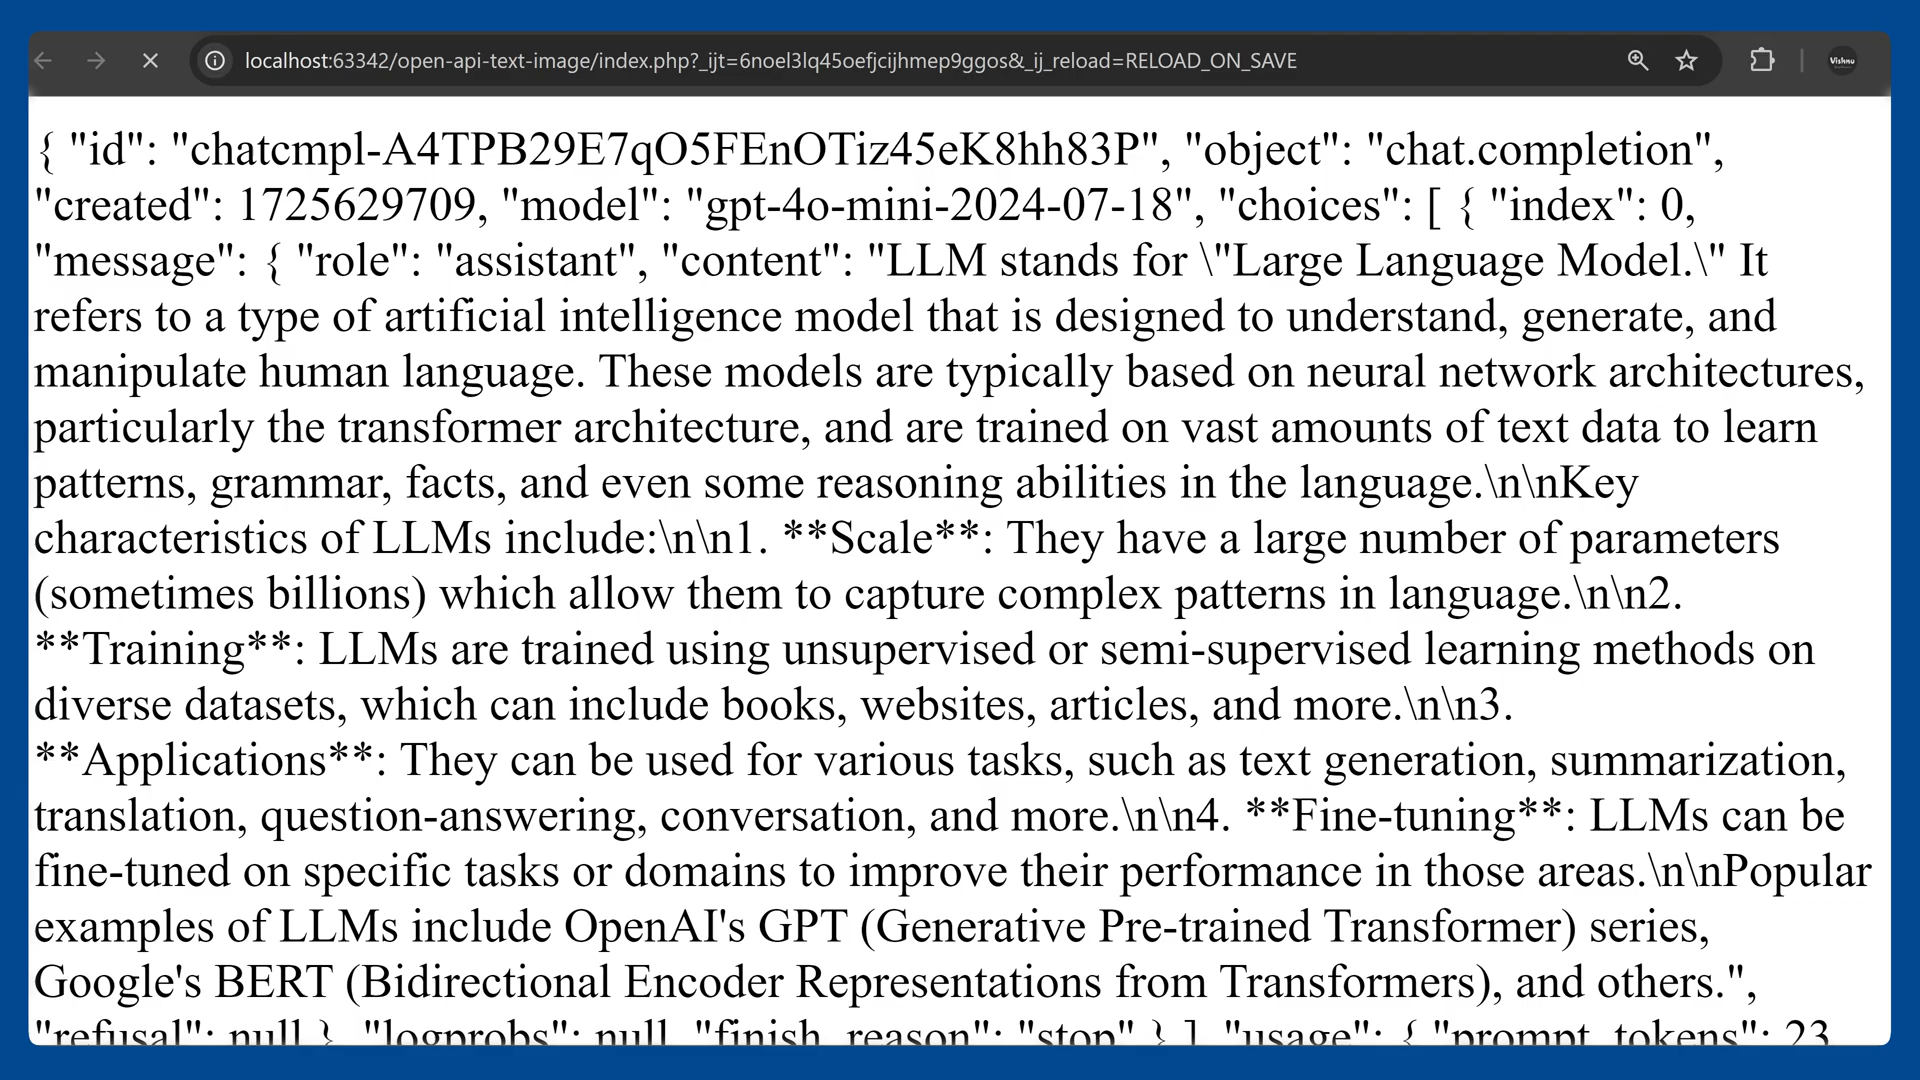 localhost:63342/open-api-text-image/index.php?_ijt=6noel3lq45oefjcijhmep9ggos&_ij_reload=RELOAD_ON_SAVE
Vishnu
{ "id": "chatcmpl-A4TPB29E7qO5FEnOTiz45eK8hh83P", "object": "chat.completion",
"created": 1725629709, "model": "gpt-4o-mini-2024-07-18", "choices": [ { "index": 0,
"message": { "role": "assistant", "content": "LLM stands for \"Large Language Model.\" It
refers to a type of artificial intelligence model that is designed to understand, generate, and
manipulate human language. These models are typically based on neural network architectures,
particularly the transformer architecture, and are trained on vast amounts of text data to learn
patterns, grammar, facts, and even some reasoning abilities in the language.\n\nKey
characteristics of LLMs include:\n\n1. **Scale**: They have a large number of parameters
(sometimes billions) which allow them to capture complex patterns in language.\n\n2.
**Training**: LLMs are trained using unsupervised or semi-supervised learning methods on
diverse datasets, which can include books, websites, articles, and more.\n\n3.
**Applications**: They can be used for various tasks, such as text generation, summarization,
translation, question-answering, conversation, and more.\n\n4. **Fine-tuning**: LLMs can be
fine-tuned on specific tasks or domains to improve their performance in those areas.\n\nPopular
examples of LLMs include OpenAI's GPT (Generative Pre-trained Transformer) series,
Google's BERT (Bidirectional Encoder Representations from Transformers), and others.",
"refusal": null }, "logprobs": null, "finish_reason": "stop" } ], "usage": { "prompt_tokens": 23,